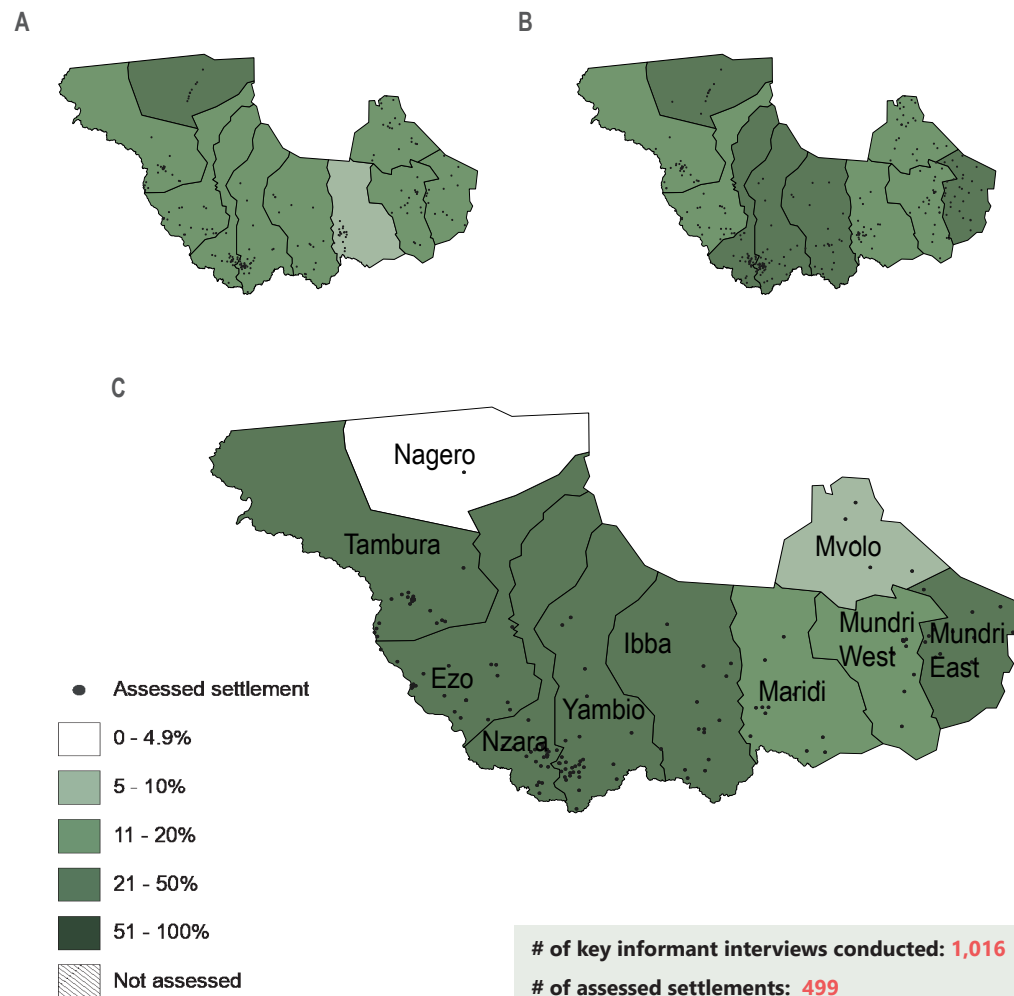 A
B
C
Nagero
Tambura
Mvolo
Mundri
West
Mundri
East
Ibba
Ezo
Maridi
Yambio
Nzara
Assessed settlement
0 - 4.9%
5 - 10%
11 - 20%
21 - 50%
51 - 100%
Not assessed
# of key informant interviews conducted: 1,016
# of assessed settlements: 499